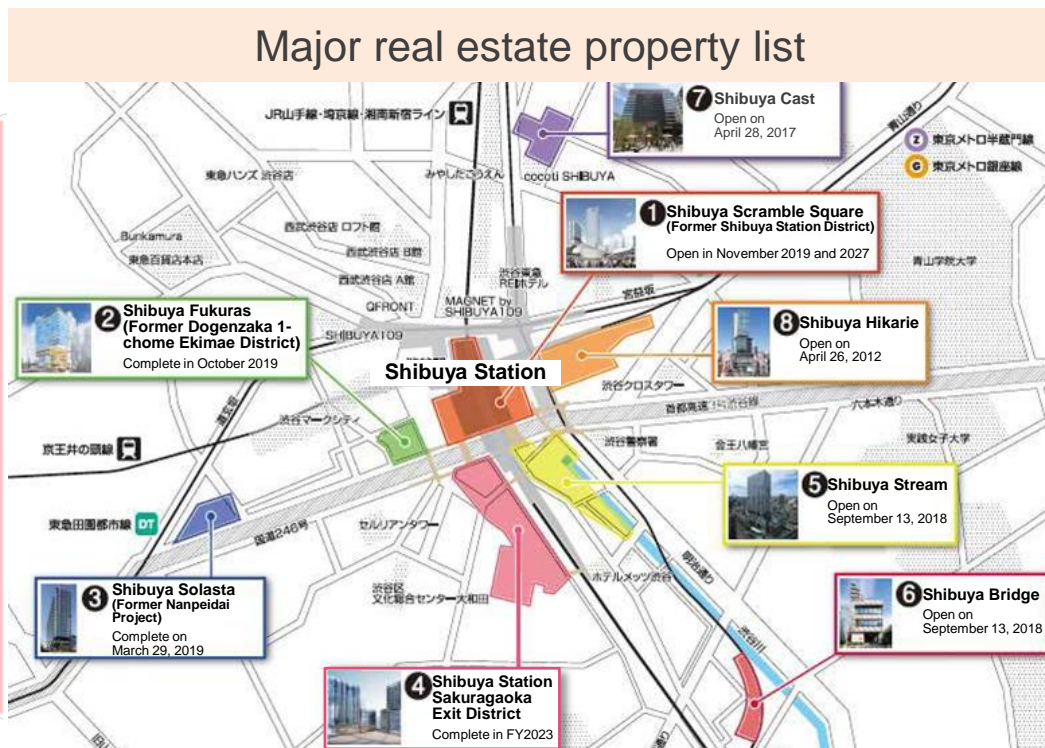 Major real estate property list
JR山手線・埼京線・湘南新宿ライン
7 Shibuya Cast
Open on
April 28, 2017
青山通り
Z 東京メトロ半蔵門線
G 東京メトロ銀座線
東急ハンズ 渋谷店
みやしたこうえん
cocoti SHIBUYA
1 Shibuya Scramble Square
(Former Shibuya Station District)
Open in November 2019 and 2027
西武渋谷店 ロフト館
Bunkamura
東急百貨店本店
西武渋谷店 B館
西武渋谷店 A館
渋谷東急
REIホテル
青山学院大学
QFRONT
MAGNET by
SHIBUYA109
宮益坂
SHIBUYA109
2 Shibuya Fukuras
(Former Dogenzaka 1-
chome Ekimae District)
Complete in October 2019
8 Shibuya Hikarie
Open on
April 26, 2012
Shibuya Station
渋谷クロスタワー
首都高速3号渋谷線
六本木通り
道玄坂
渋谷マークシティ
京王井の頭線
渋谷警察署
金王八幡宮
実践女子大学
5 Shibuya Stream
Open on
September 13, 2018
東急田園都市線 DT
国道246号
セルリアンタワー
ホテルメッツ渋谷
明治通り
渋谷区
文化総合センター大和田
3 Shibuya Solasta
(Former Nanpeidai
Project)
Complete on
March 29, 2019
6 Shibuya Bridge
Open on
September 13, 2018
渋谷川
4 Shibuya Station
Sakuragaoka
Exit District
Complete in FY2023